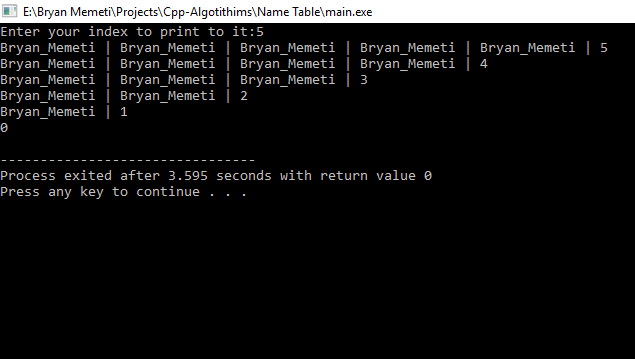 E:\Bryan Memeti\Projects\Cpp-Algotithims\Name Table\main.exe
Enter your index to print to it:5
Bryan_Memeti | Bryan_Memeti | Bryan_Memeti | Bryan_Memeti | Bryan_Memeti | 5
Bryan_Memeti | Bryan_Memeti | Bryan_Memeti | Bryan_Memeti | 4
Bryan_Memeti | Bryan_Memeti | Bryan_Memeti | 3
Bryan_Memeti | Bryan_Memeti | 2
Bryan_Memeti | 1
0
--------------------------------
Process exited after 3.595 seconds with return value 0
Press any key to continue . . .